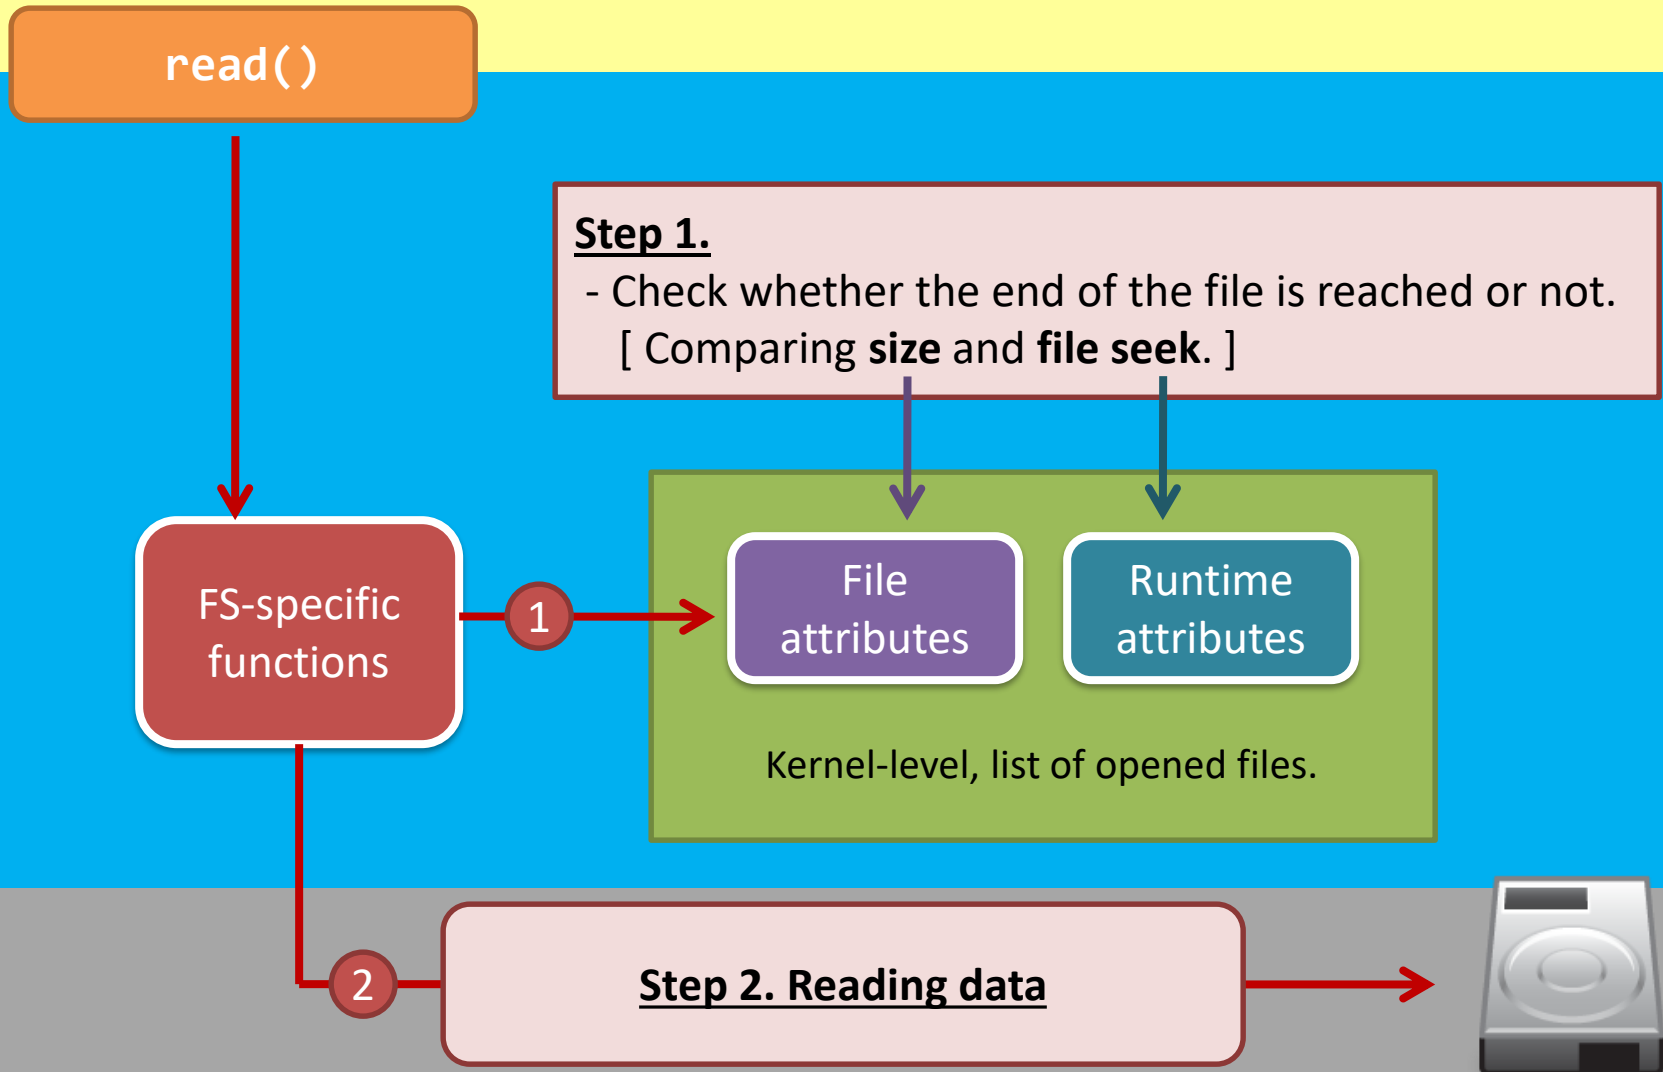 read()
Step 1.
- Check whether the end of the file is reached or not.
[ Comparing size and file seek. ]
FS-specific
functions
1
File
attributes
Runtime
attributes
Kernel-level, list of opened files.
2
Step 2. Reading data